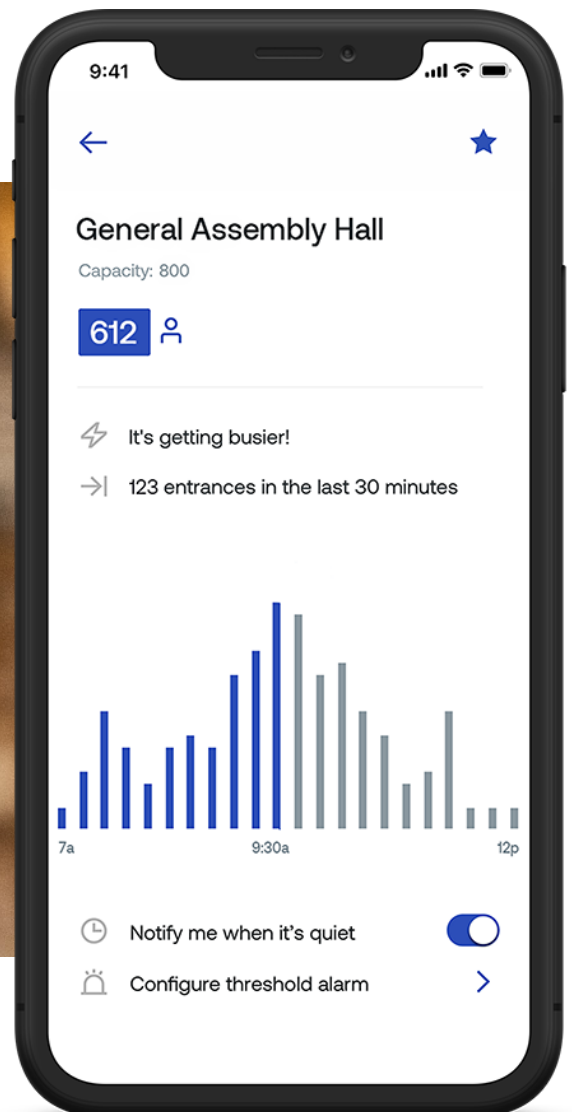 9:41
General Assembly Hall
Capacity: 800
612
It's getting busier!
123 entrances in the last 30 minutes
7a 9:30a 12p
Notify me when it's quiet
Configure threshold alarm